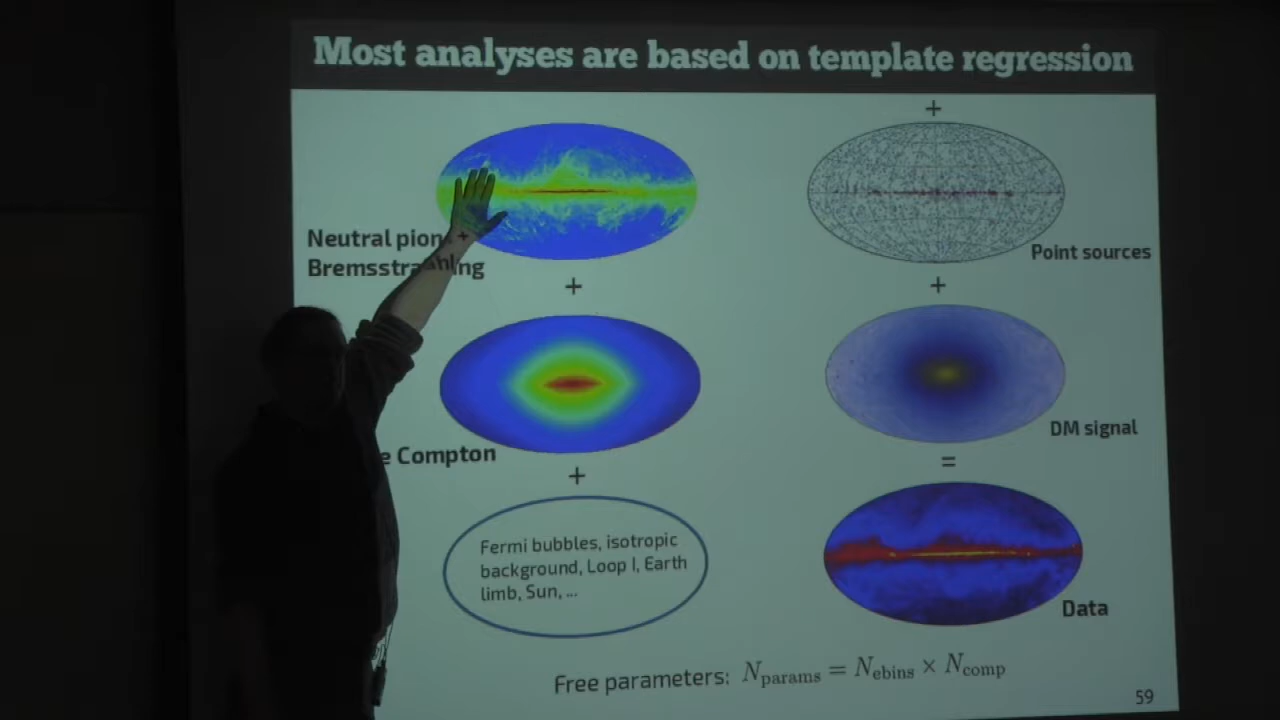 Most analyses are based on template regression
Neutral pion +
Bremsstrahlung
+
e Compton
+
Fermi bubbles, isotropic
background, Loop I, Earth
limb, Sun, ...
+
Point sources
+
DM signal
=
Data
Free parameters: N_params = N_ebins × N_comp
59